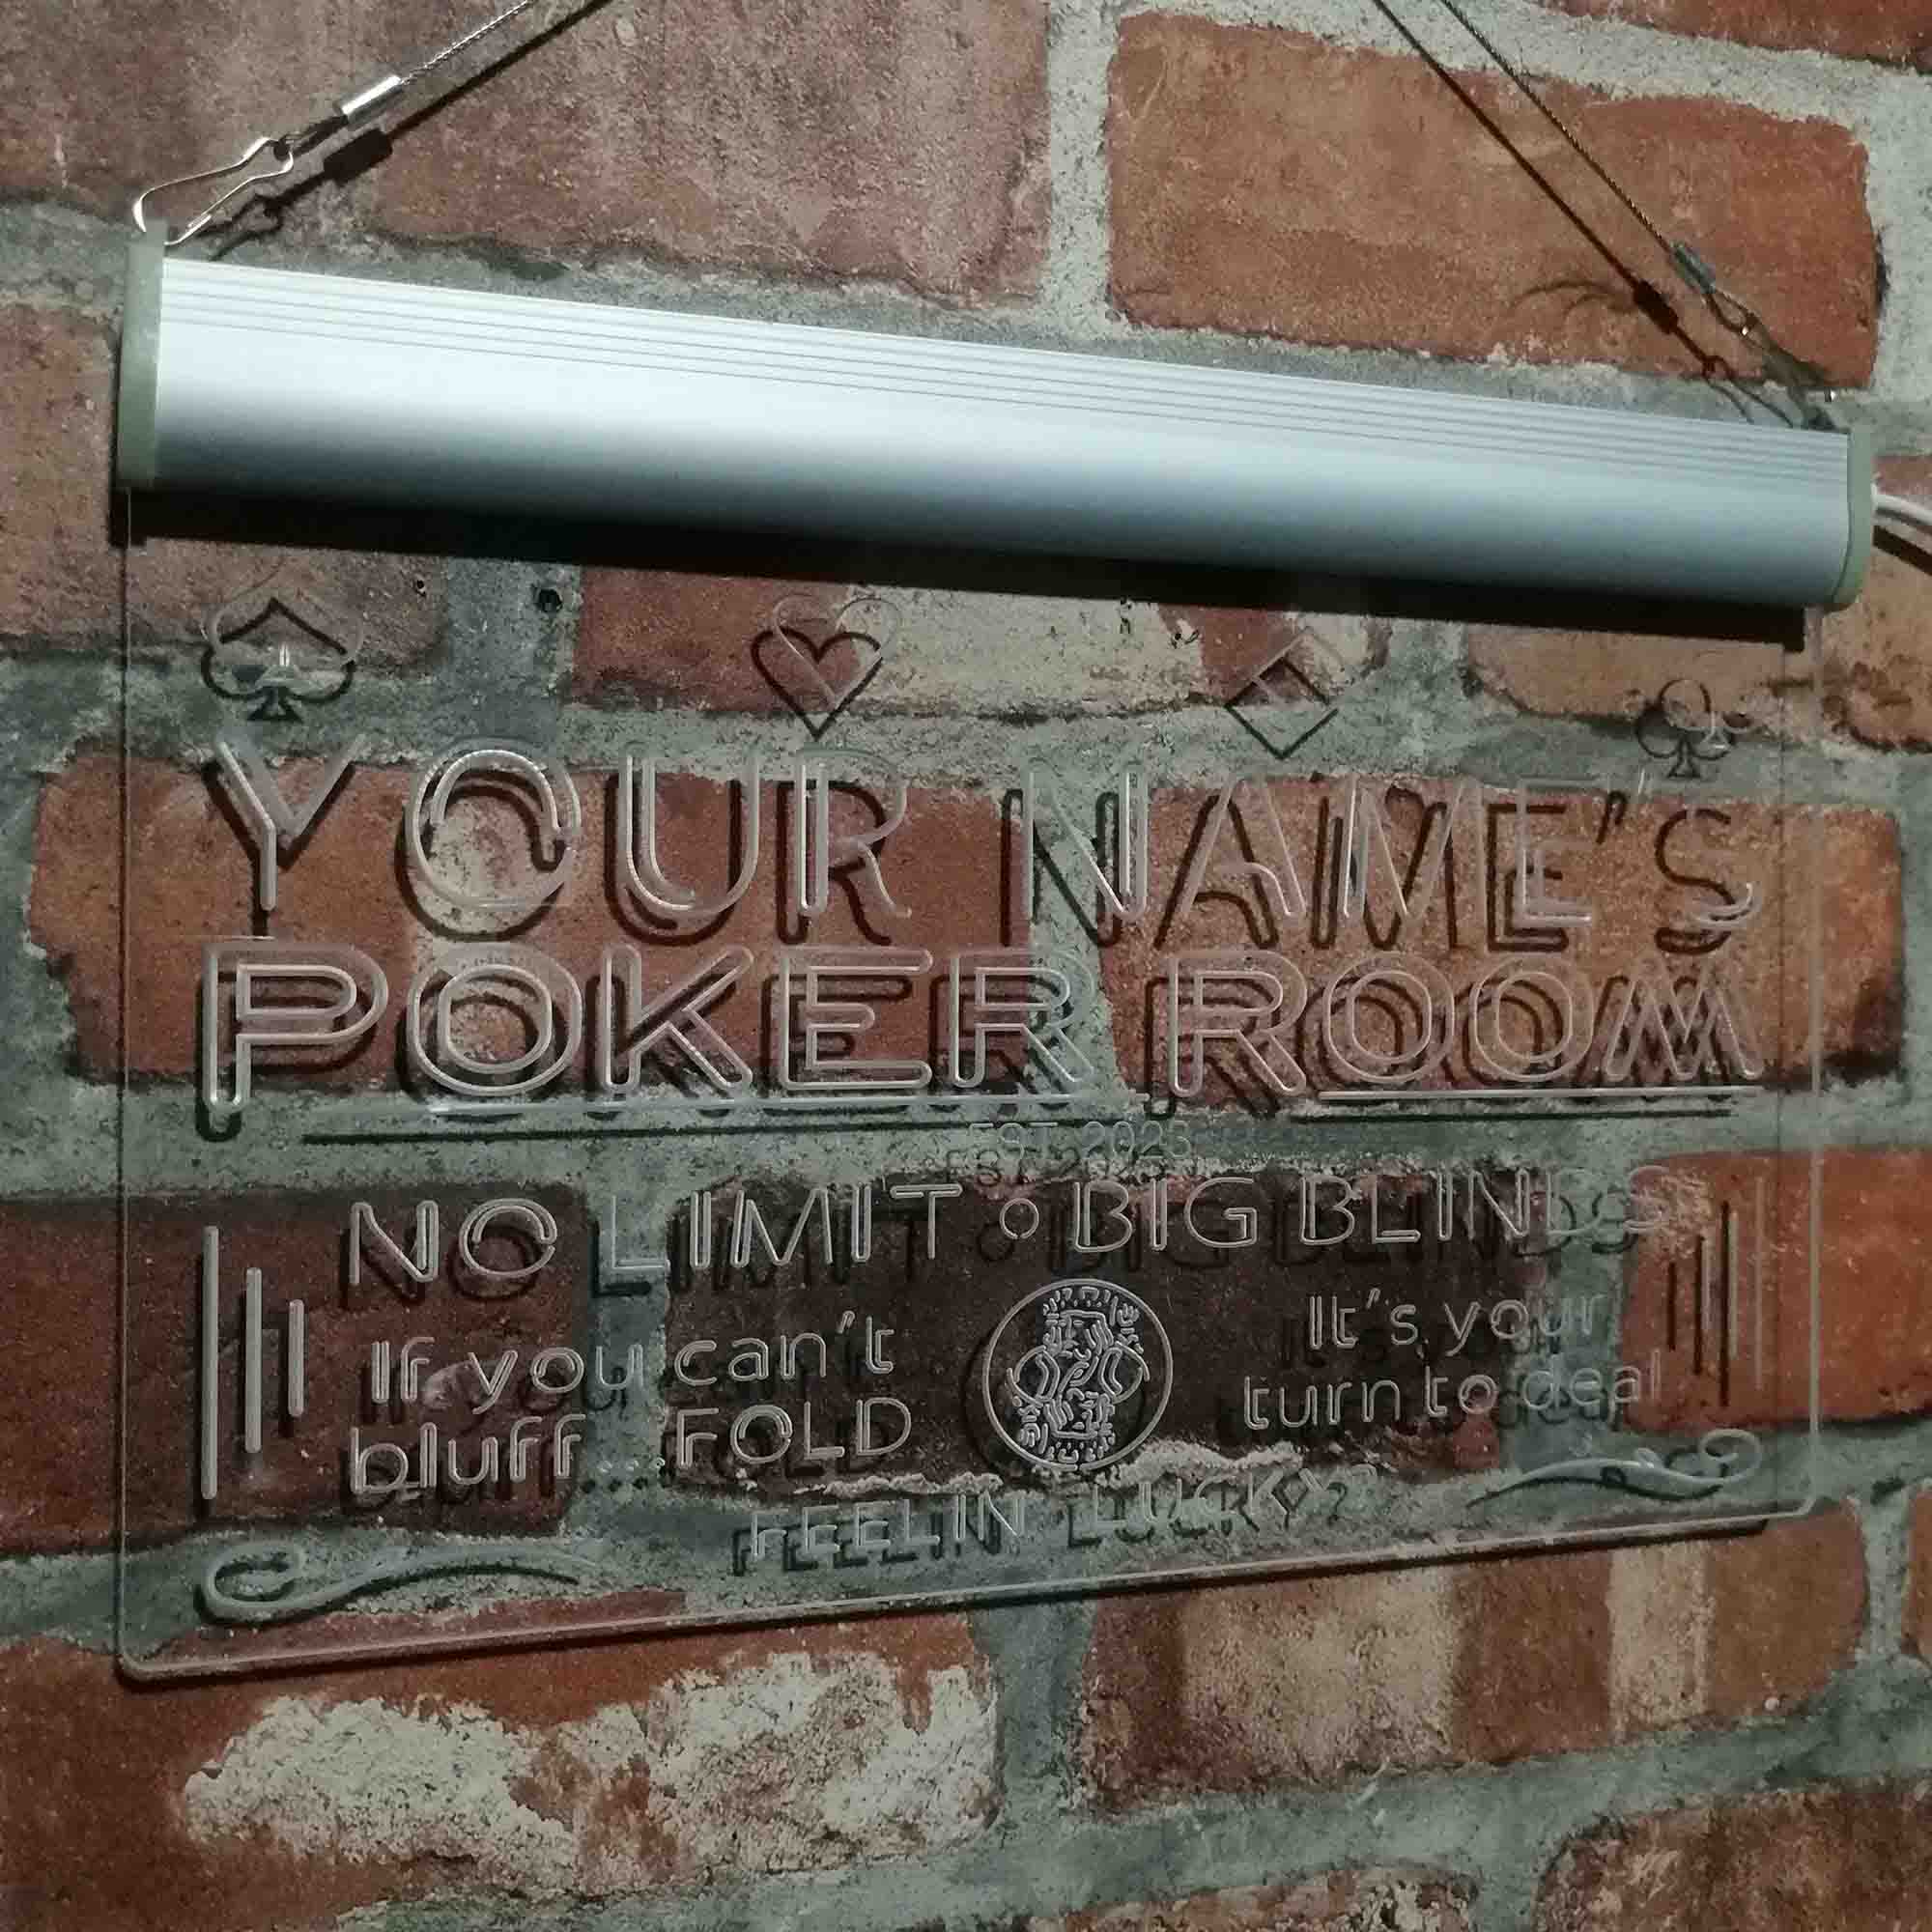 YOUR NAME'S
POKER ROOM
EST 2023
NO LIMIT o BIG BLINDS
If you can't
bluff... FOLD
It's your
turn to deal
FEELIN LUCKY?